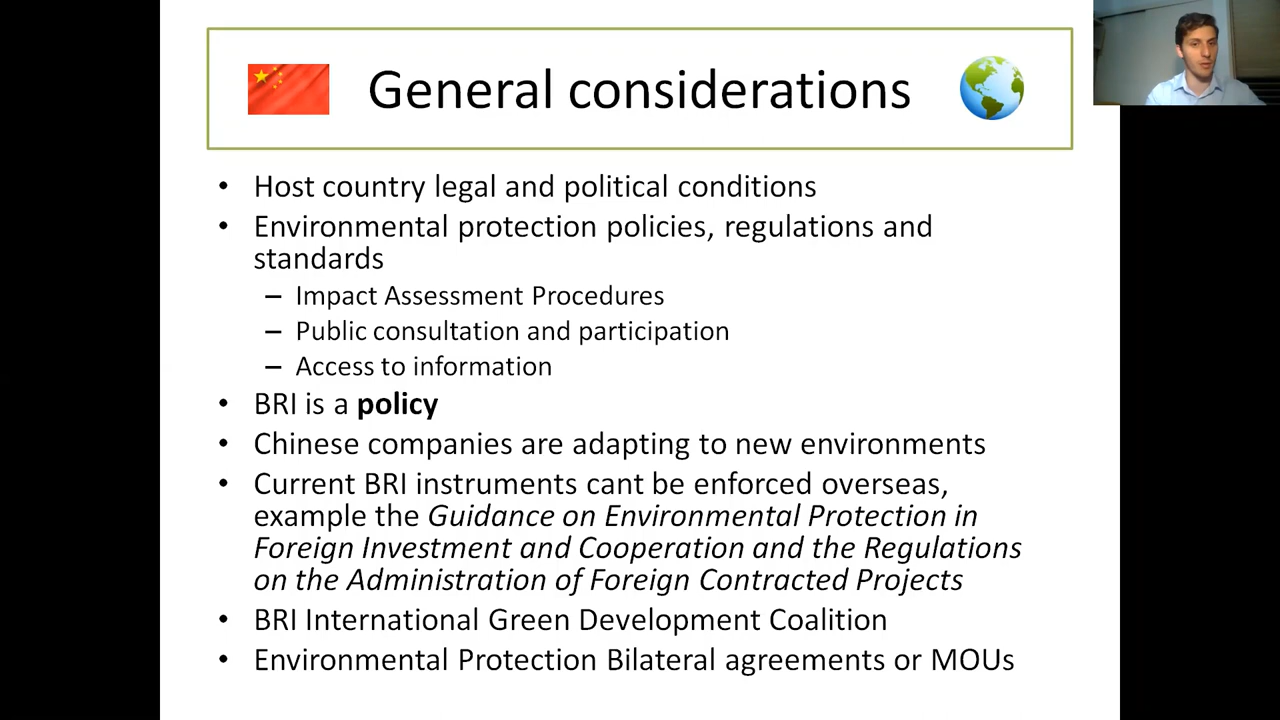 General considerations
• Host country legal and political conditions
• Environmental protection policies, regulations and
standards
– Impact Assessment Procedures
– Public consultation and participation
– Access to information
• BRI is a policy
• Chinese companies are adapting to new environments
• Current BRI instruments cant be enforced overseas,
example the Guidance on Environmental Protection in
Foreign Investment and Cooperation and the Regulations
on the Administration of Foreign Contracted Projects
• BRI International Green Development Coalition
• Environmental Protection Bilateral agreements or MOUs